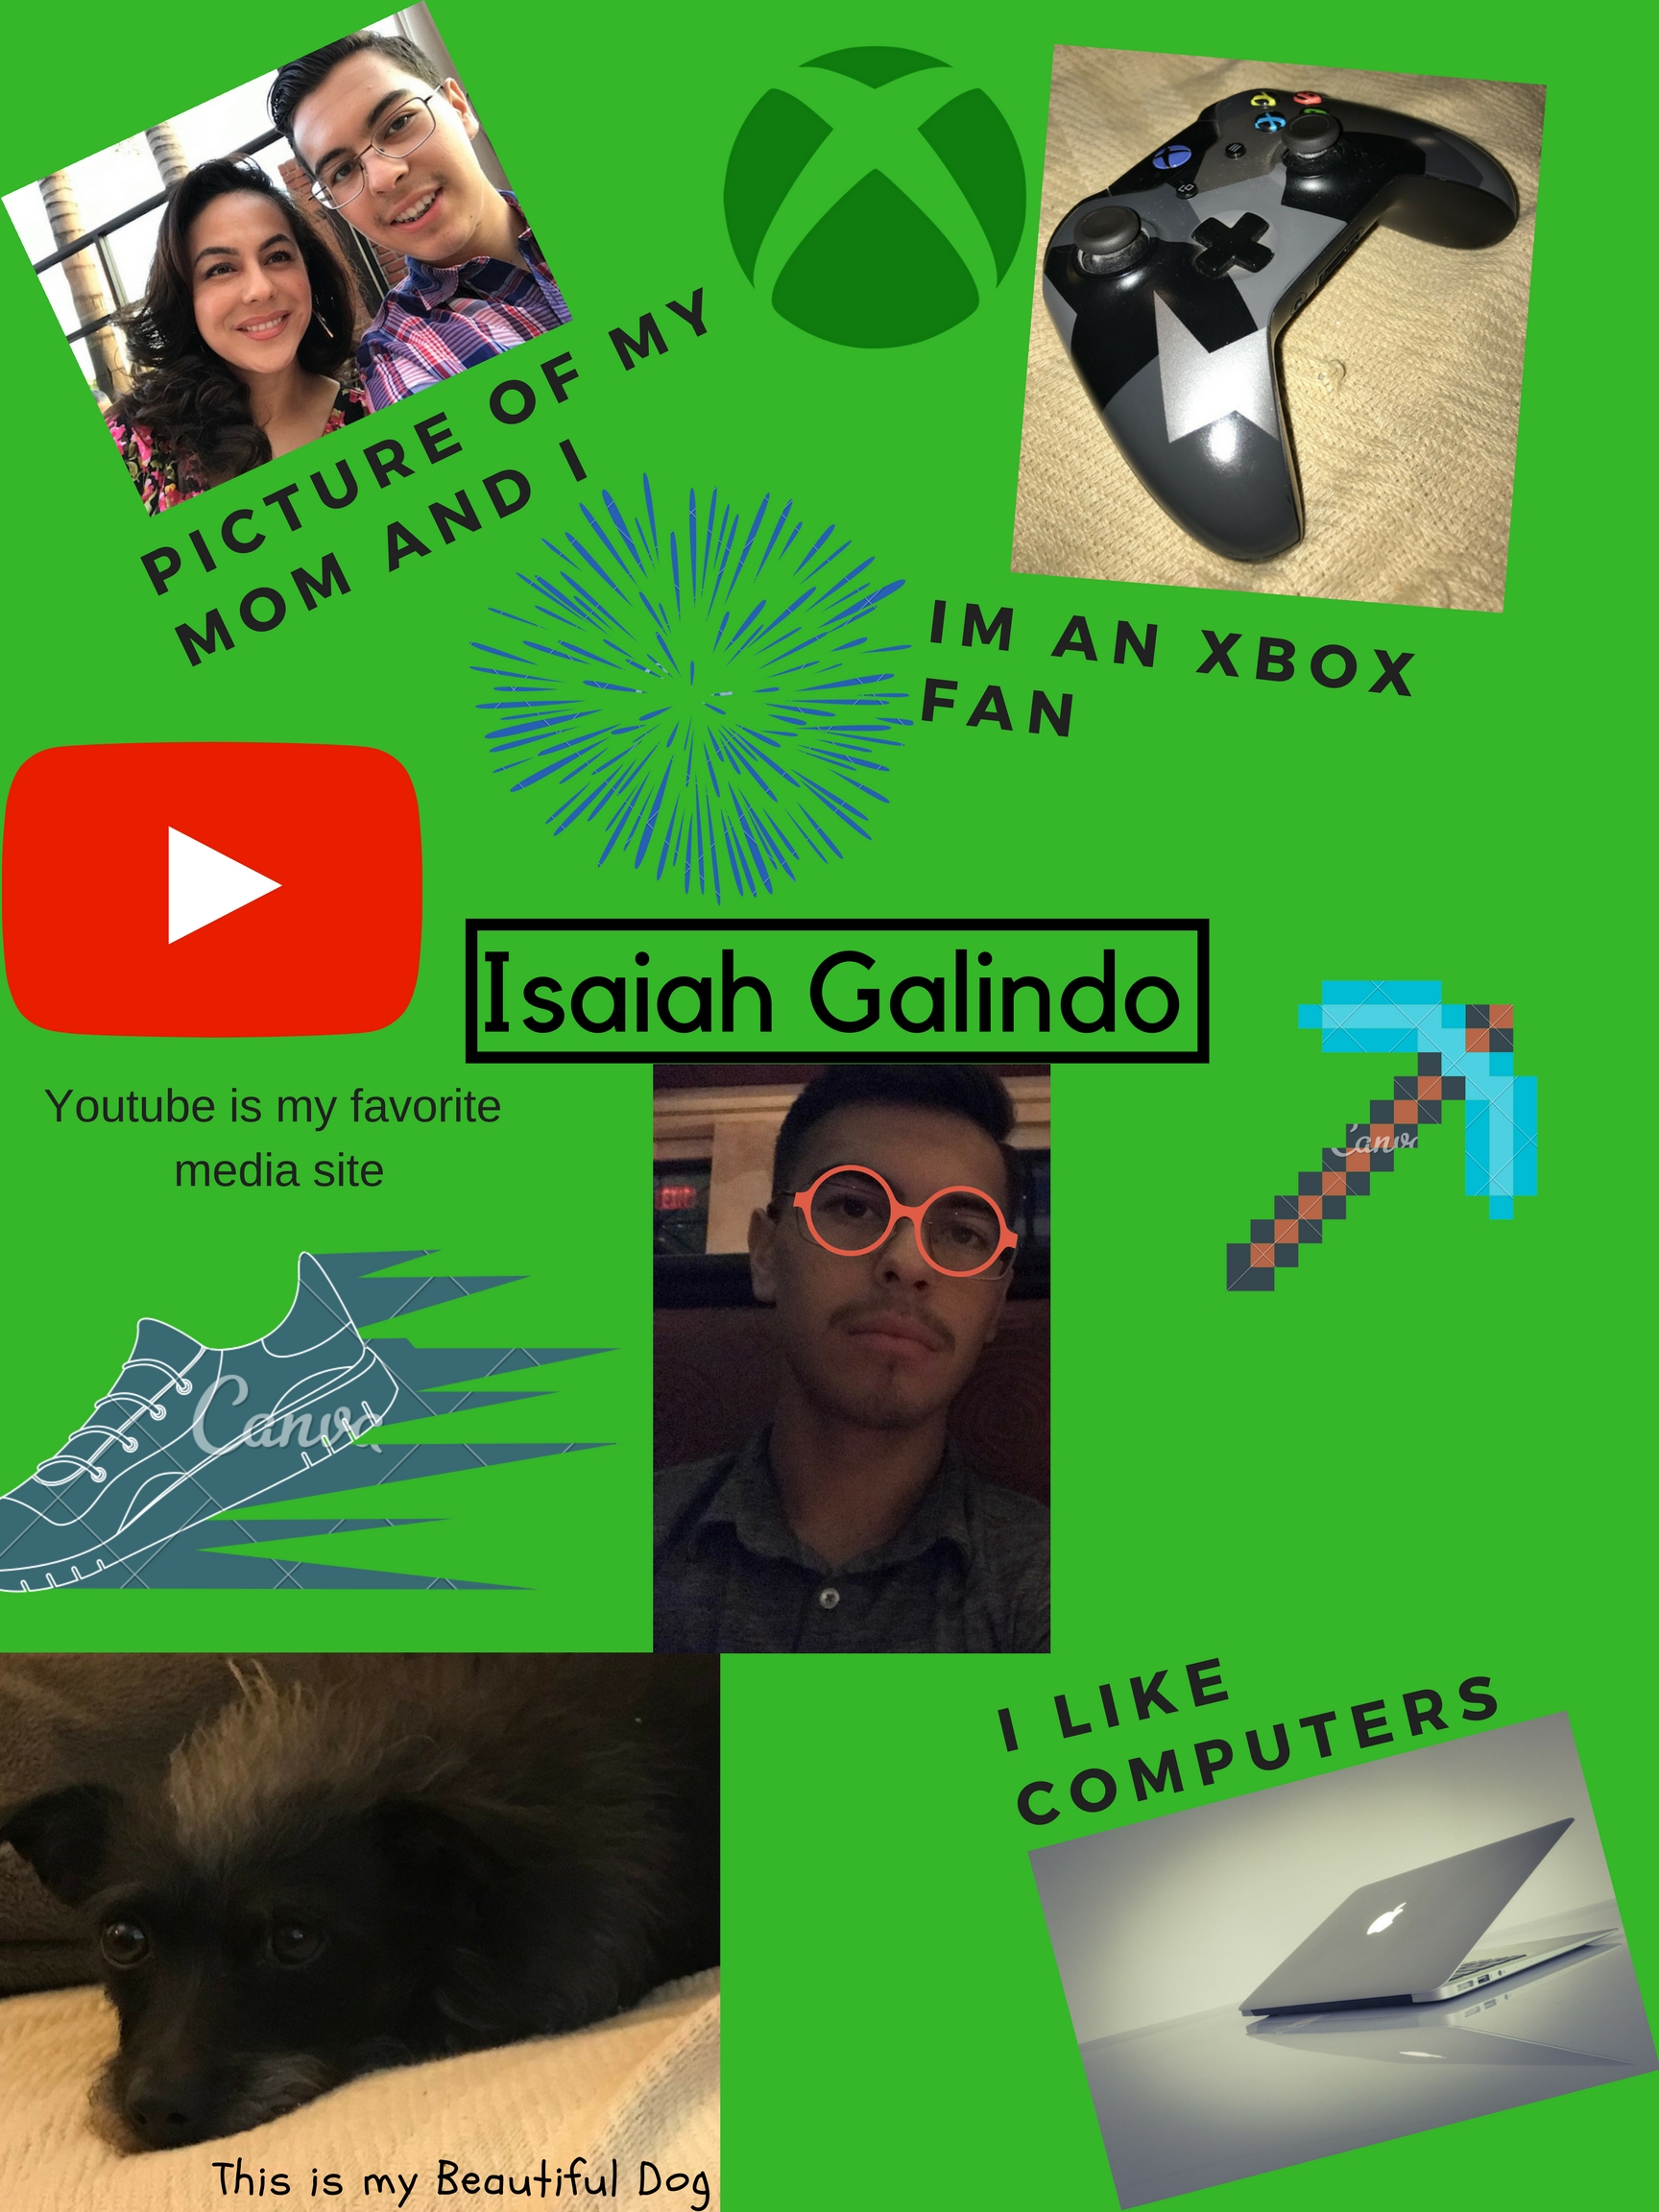 PICTURE OF MY
MOM AND I
IM AN XBOX
FAN
Isaiah Galindo
Youtube is my favorite
media site
EXIT
Canva
Canva
I LIKE
COMPUTERS
This is my Beautiful Dog